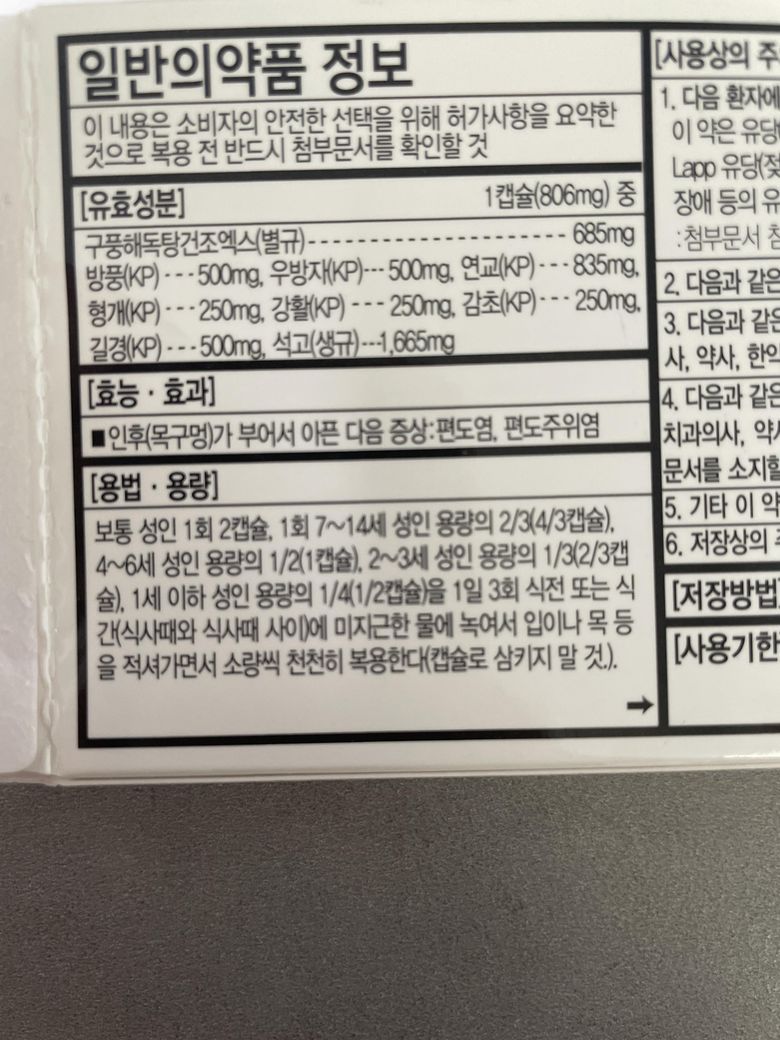 일반의약품 정보
이 내용은 소비자의 안전한 선택을 위해 허가사항을 요약한
것으로 복용 전 반드시 첨부문서를 확인할 것
[유효성분] 1캡슐(806mg) 중
구풍해독탕건조엑스(별규)----------------------- 685mg
방풍(KP) --- 500mg, 우방자(KP)--- 500mg, 연교(KP) --- 835mg,
형개(KP) --- 250mg, 강활(KP) --- 250mg, 감초(KP)--- 250mg,
길경(KP) --- 500mg, 석고(생규)---1,665mg
[효능 · 효과]
■인후(목구멍)가 부어서 아픈 다음 증상:편도염, 편도주위염
[용법 · 용량]
보통 성인 1회 2캡슐, 1회 7~14세 성인 용량의 2/3(4/3캡슐),
4~6세 성인 용량의 1/2(1캡슐), 2~3세 성인 용량의 1/3(2/3캡
슐), 1세 이하 성인 용량의 1/4(1/2캡슐)을 1일 3회 식전 또는 식
간(식사때와 식사때 사이)에 미지근한 물에 녹여서 입이나 목 등
을 적셔가면서 소량씩 천천히 복용한다(캡슐로 삼키지 말 것.).
➞
[사용상의 주
1. 다음 환자에
이 약은 유당
Lapp 유당(젖
장애 등의 유
:첨부문서 참
2. 다음과 같은
3. 다음과 같은
사, 약사, 한의
4. 다음과 같은
치과의사, 약사
문서를 소지할
5. 기타 이 약
6. 저장상의 주
[저장방법]
[사용기한